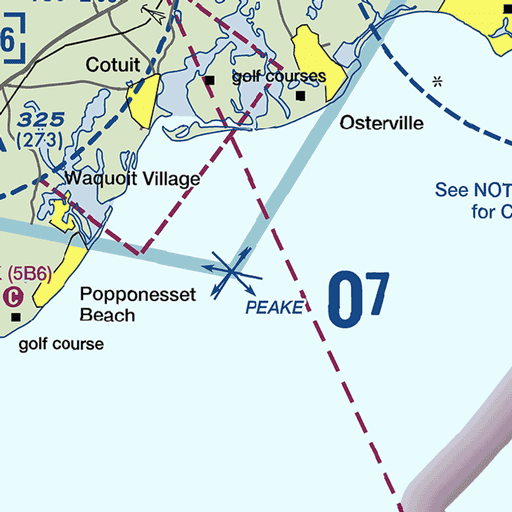 6
Cotuit
golf courses
325
(273)
Osterville
Waquoit Village
See NOT
for C
(5B6)
C
Popponesset
Beach
PEAKE
07
golf course